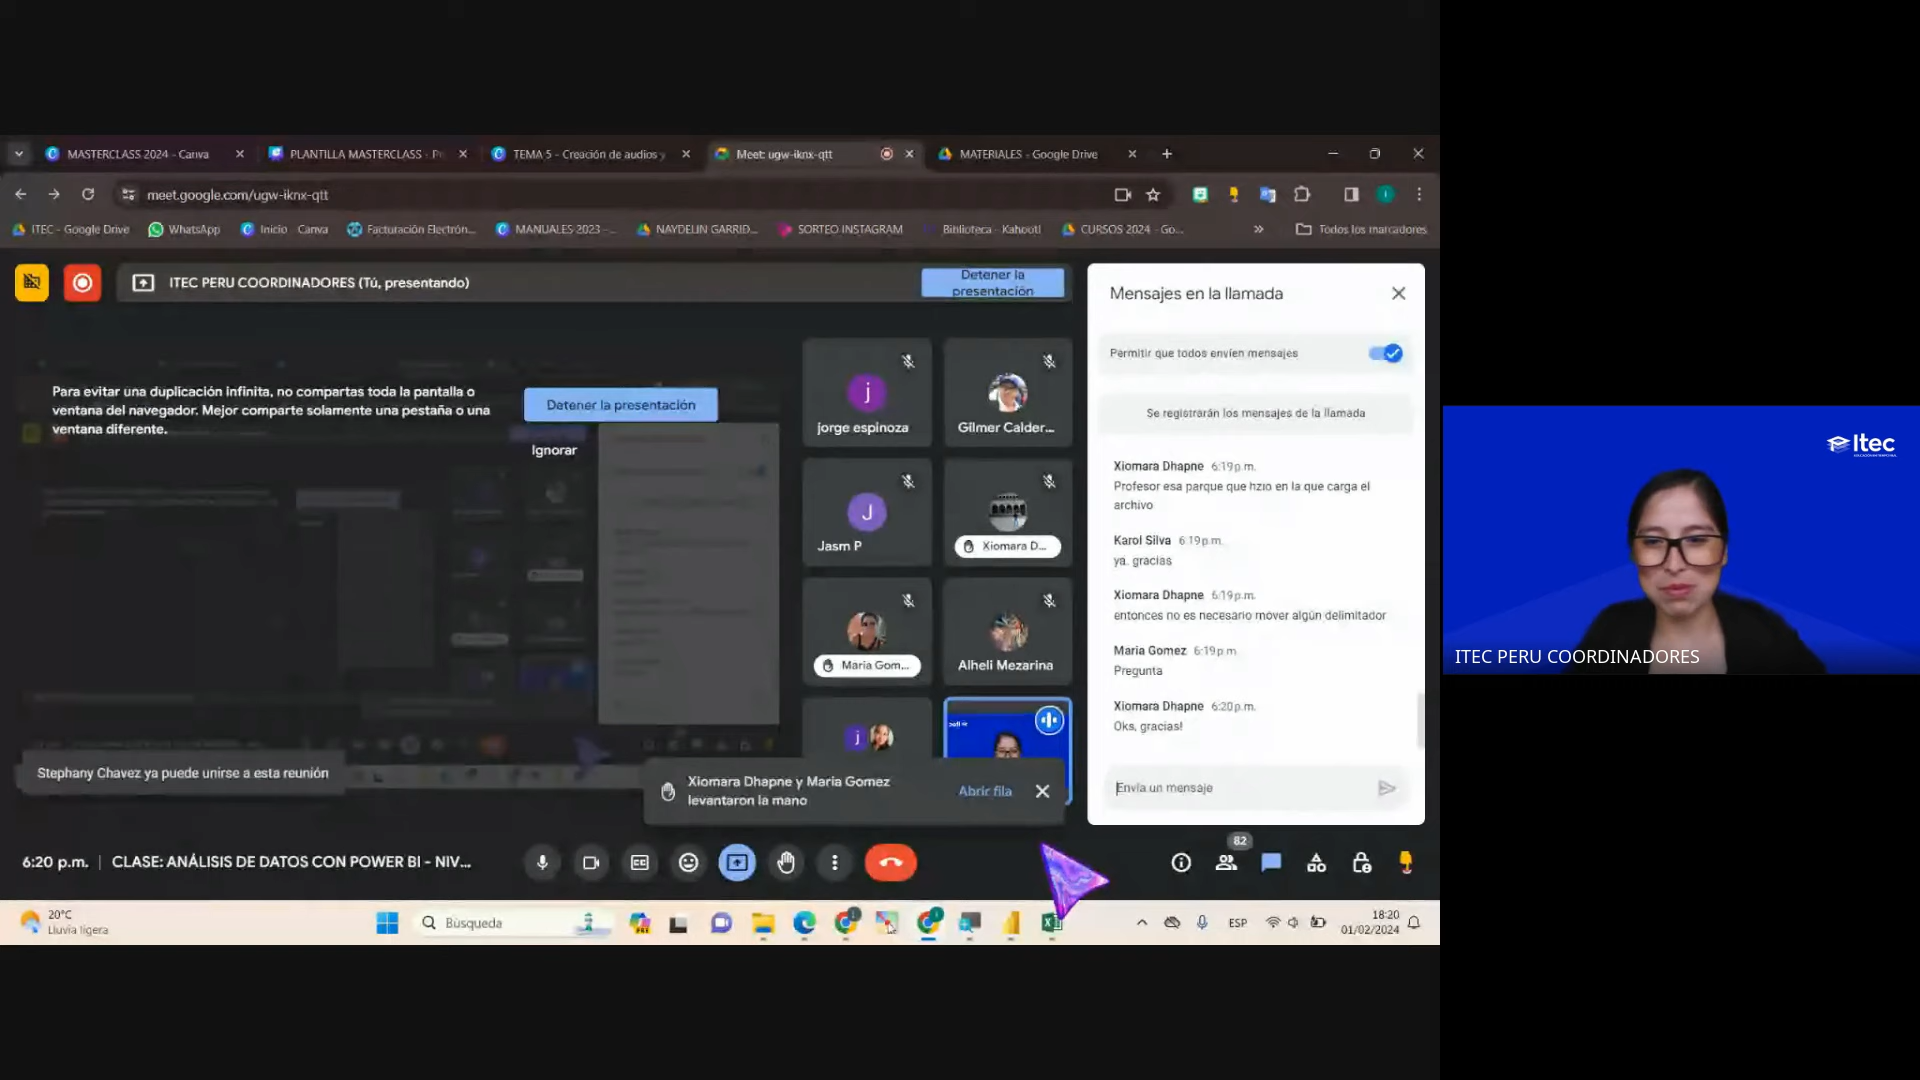 MASTERCLASS 2024 - Canva
PLANTILLA MASTERCLASS - P
TEMA 5 - Creación de audios y
Meet: ugw-iknx-qtt
MATERIALES - Google Drive
meet.google.com/ugw-iknx-qtt
ITEC - Google Drive
WhatsApp
Inicio Canva
Facturación Electrón...
MANUALES 2023 -...
NAYDELIN GARRID...
SORTEO INSTAGRAM
Biblioteca - Kahoot!
CURSOS 2024 - Go...
Todos los marcadores
ITEC PERU COORDINADORES (Tú, presentando)
Detener la
presentación
Para evitar una duplicación infinita, no compartas toda la pantalla o
ventana del navegador. Mejor comparte solamente una pestaña o una
ventana diferente.
Detener la presentación
Ignorar
jorge espinoza
Gilmer Calder...
J
j
Jasm P
Xiomara D...
Maria Gom...
Alheli Mezarina
j
Stephany Chavez ya puede unirse a esta reunión
Xiomara Dhapne y Maria Gomez
levantaron la mano
Abrir fila
Mensajes en la llamada
Permitir que todos envíen mensajes
Se registrarán los mensajes de la llamada
Xiomara Dhapne 6:19 p.m.
Profesor esa parque que hzio en la que carga el
archivo
Karol Silva 6:19 p.m.
ya. gracias
Xiomara Dhapne 6:19 p.m.
entonces no es necesario mover algún delimitador
Maria Gomez 6:19 p.m.
Pregunta
Xiomara Dhapne 6:20 p.m.
Oks, gracias!
Envía un mensaje
6:20 p.m. | CLASE: ANÁLISIS DE DATOS CON POWER BI - NIV...
82
20°C
Lluvia ligera
Búsqueda
ESP
18:20
01/02/2024
Itec
ITEC PERU COORDINADORES